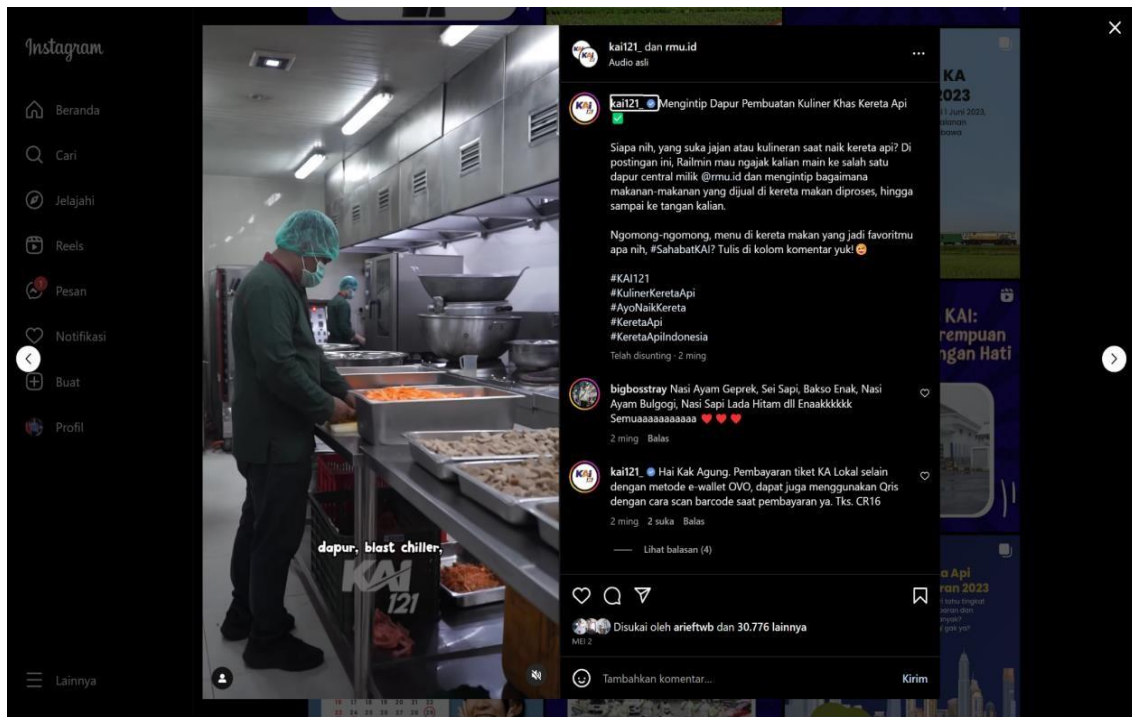 Instagram
Beranda
Cari
Jelajahi
Reels
Pesan
Notifikasi
Buat
Profil
Lainnya
dapur, blast chiller,
KAI
121
kai121_ dan rmu.id
Audio asli
kai121_ Mengintip Dapur Pembuatan Kuliner Khas Kereta Api
✅
Siapa nih, yang suka jajan atau kulineran saat naik kereta api? Di
postingan ini, Railmin mau ngajak kalian main ke salah satu
dapur central milik @rmu.id dan mengintip bagaimana
makanan-makanan yang dijual di kereta makan diproses, hingga
sampai ke tangan kalian.
Ngomong-ngomong, menu di kereta makan yang jadi favoritmu
apa nih, #SahabatKAI? Tulis di kolom komentar yuk!
#KAI121
#KulinerKeretaApi
#AyoNaikKereta
#KeretaApi
#KeretaApiIndonesia
Telah disunting · 2 ming
bigbosstray Nasi Ayam Geprek, Sei Sapi, Bakso Enak, Nasi
Ayam Bulgogi, Nasi Sapi Lada Hitam dll Enaakkkkkk
Semuaaaaaaaaaaa ❤️ ❤️ ❤️
2 ming Balas
kai121_ Hai Kak Agung. Pembayaran tiket KA Lokal selain
dengan metode e-wallet OVO, dapat juga menggunakan Qris
dengan cara scan barcode saat pembayaran ya. Tks. CR16
2 ming 2 suka Balas
Lihat balasan (4)
Disukai oleh arieftwb dan 30.776 lainnya
MEI 2
Tambahkan komentar...
Kirim
KA
2023
1 Juni 2023,
KAI:
rempuan
ngan Hati
a Api
ran 2023